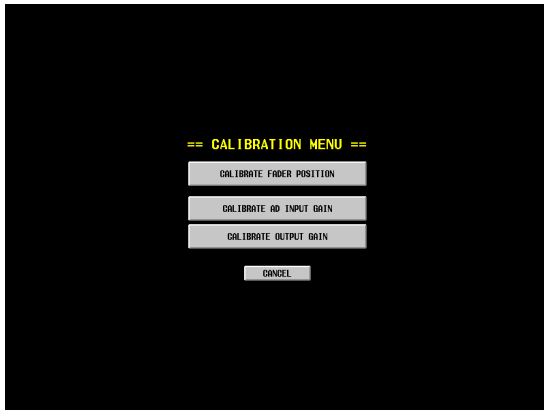 == CALIBRATION MENU ==
CALIBRATE FADER POSITION
CALIBRATE AD INPUT GAIN
CALIBRATE OUTPUT GAIN
CANCEL